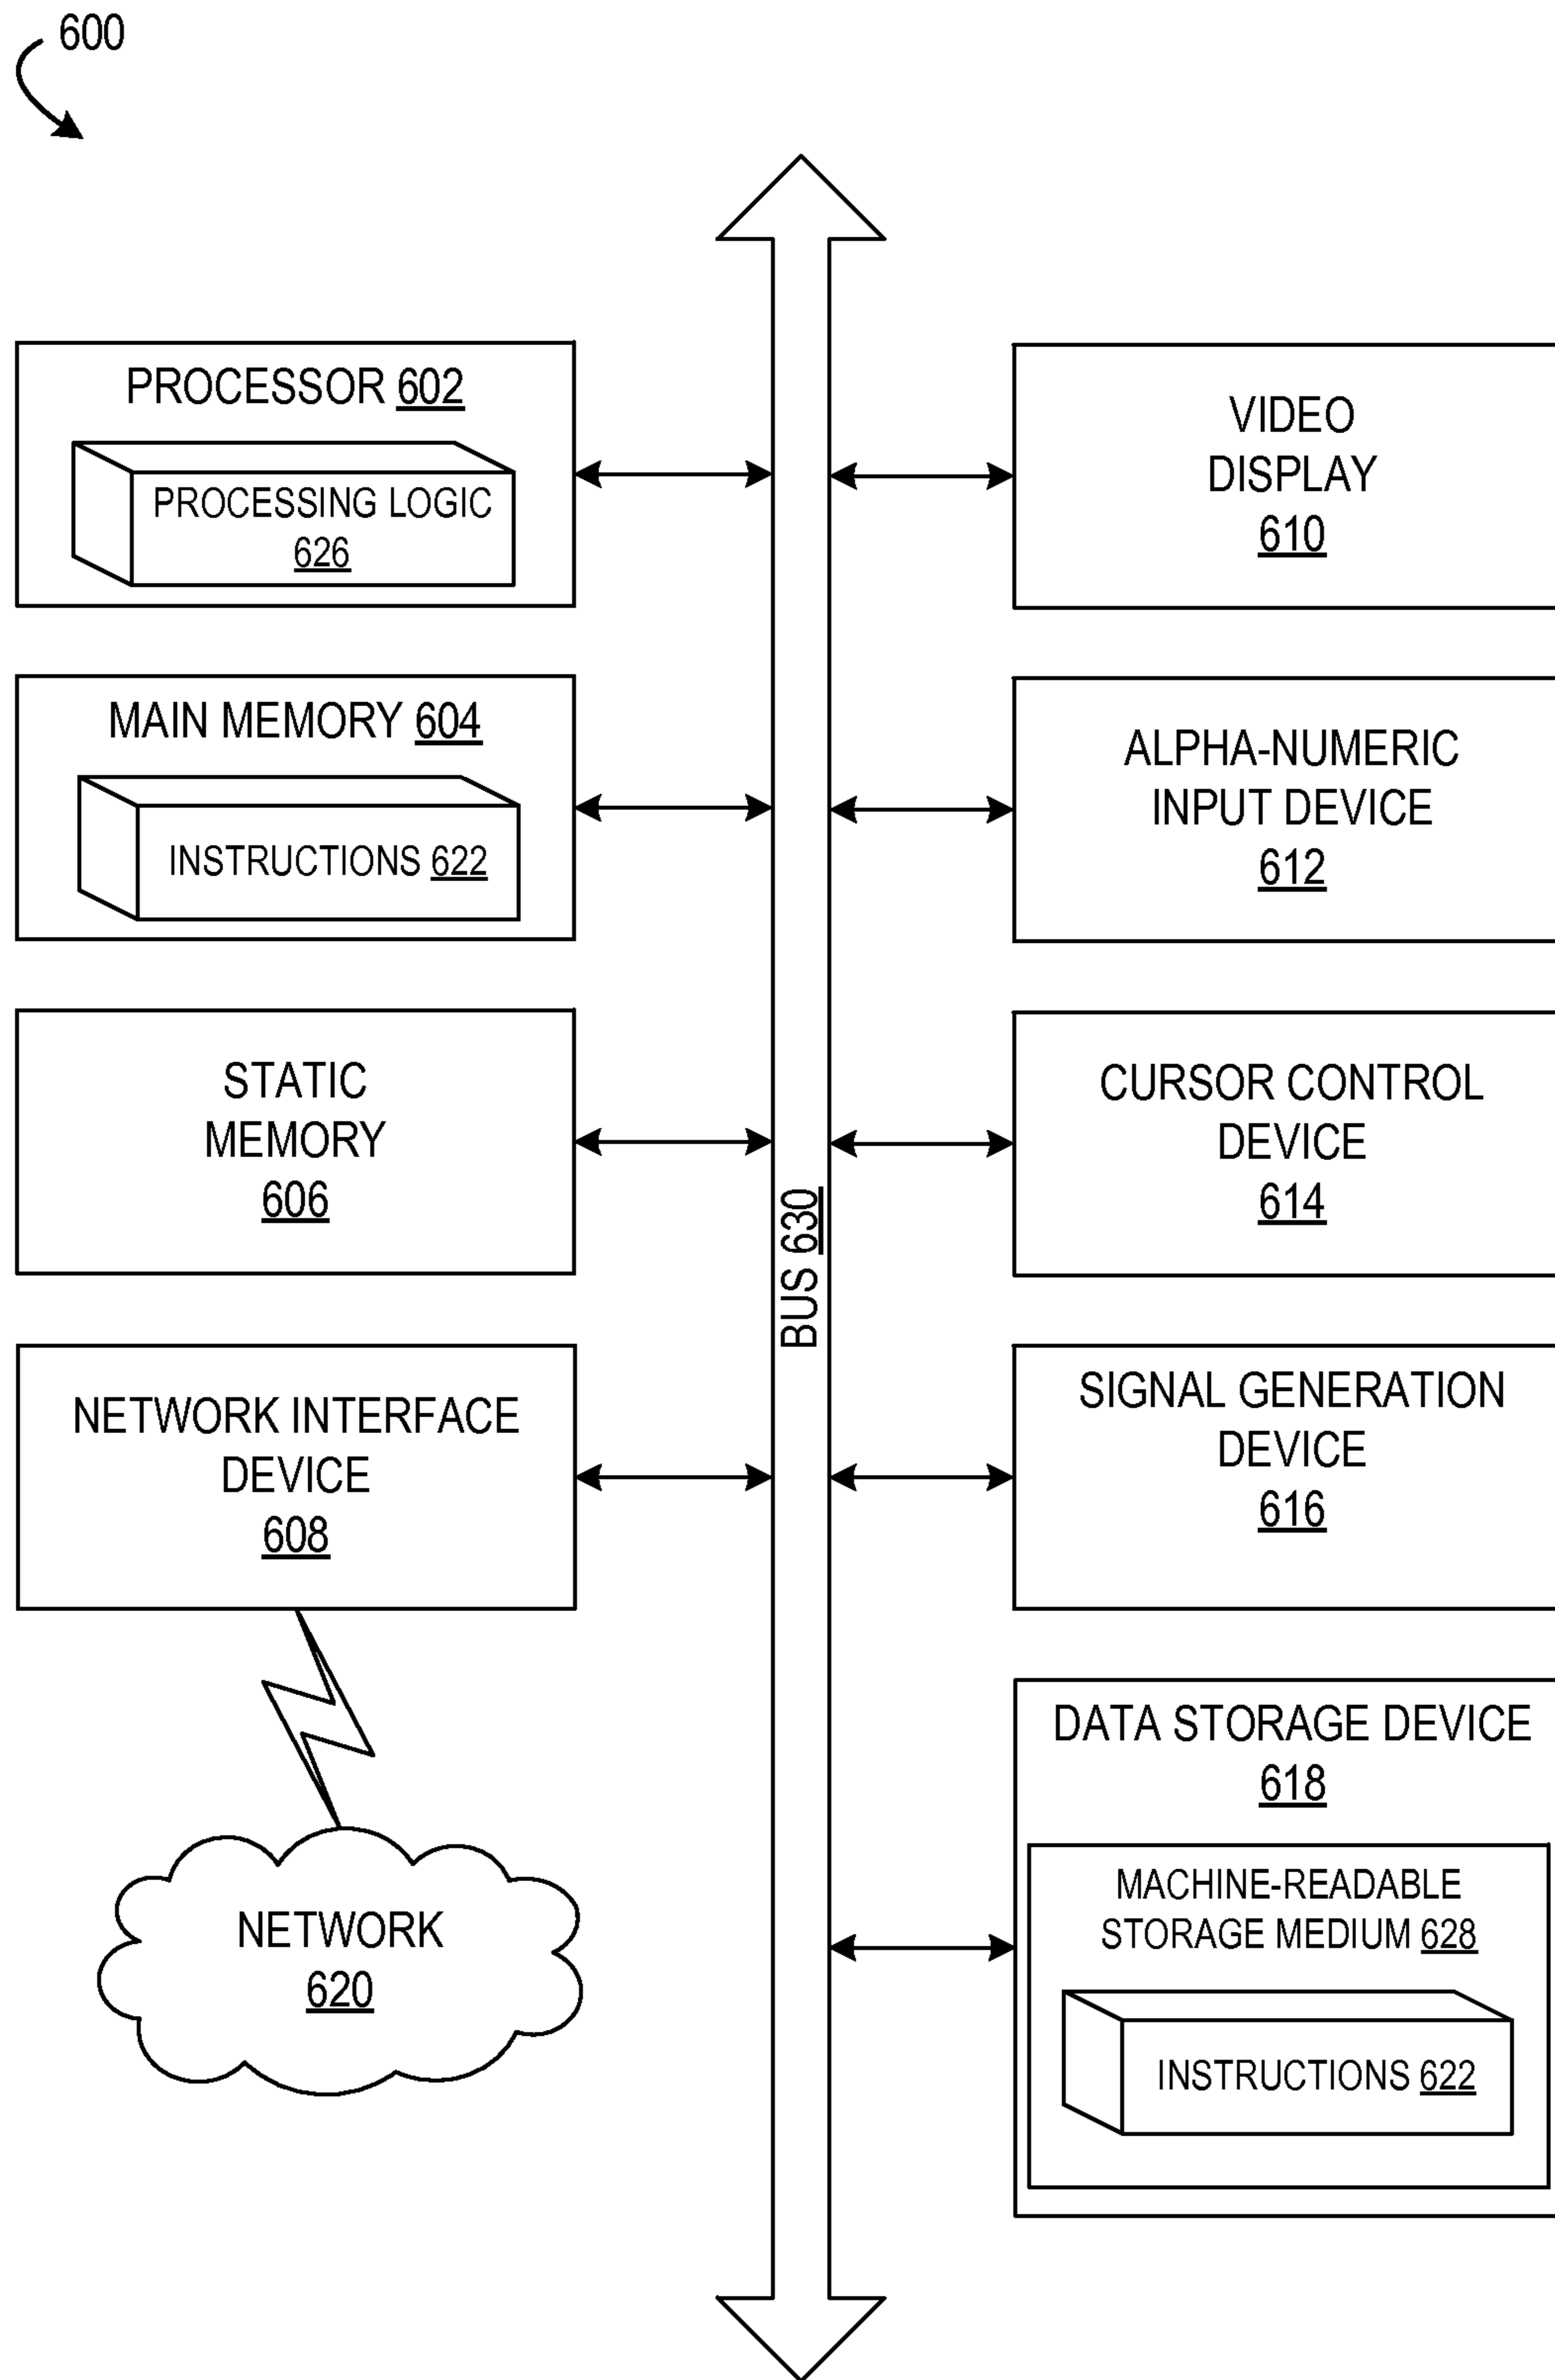 600
PROCESSOR 602
PROCESSING LOGIC
626
MAIN MEMORY 604
INSTRUCTIONS 622
STATIC
MEMORY
606
NETWORK INTERFACE
DEVICE
608
NETWORK
620
BUS 630
VIDEO
DISPLAY
610
ALPHA-NUMERIC
INPUT DEVICE
612
CURSOR CONTROL
DEVICE
614
SIGNAL GENERATION
DEVICE
616
DATA STORAGE DEVICE
618
MACHINE-READABLE
STORAGE MEDIUM 628
INSTRUCTIONS 622